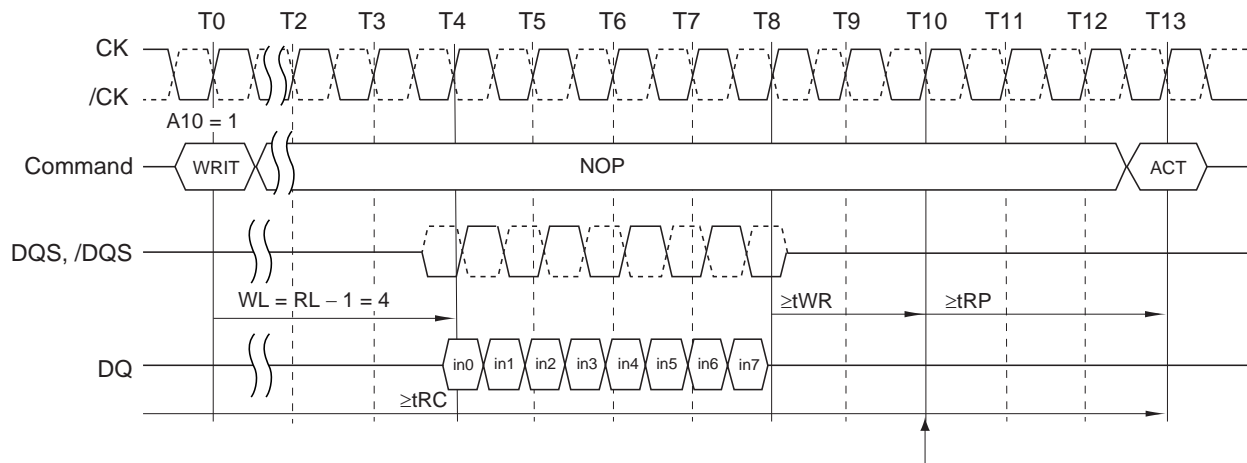 T0 T2 T3 T4 T5 T6 T7 T8 T9 T10 T11 T12 T13
CK
/CK
A10 = 1
Command WRIT NOP ACT
DQS, /DQS
WL = RL − 1 = 4 ≥tWR ≥tRP
DQ in0 in1 in2 in3 in4 in5 in6 in7
≥tRC